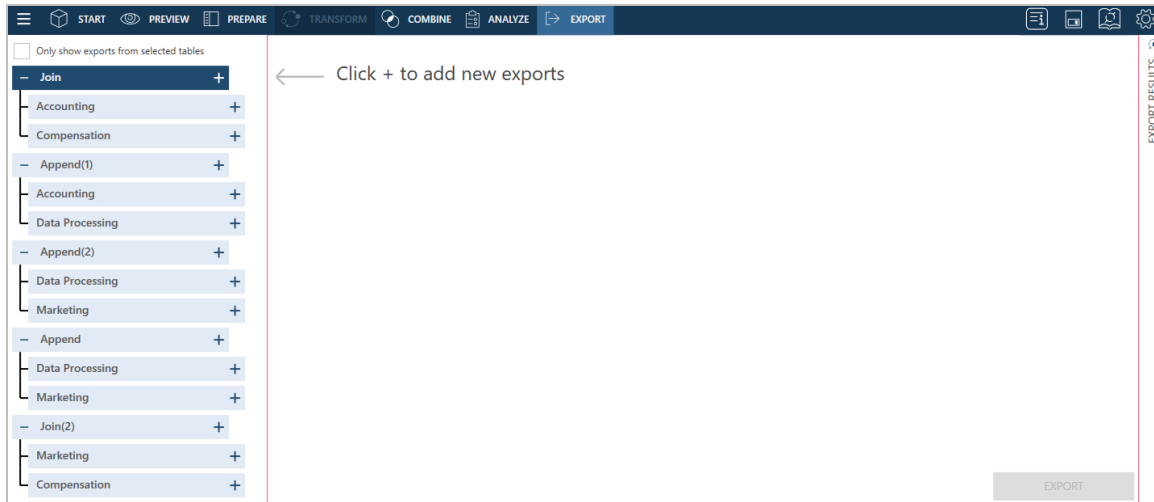 START PREVIEW PREPARE TRANSFORM COMBINE ANALYZE EXPORT
Only show exports from selected tables
− Join +
Accounting +
Compensation +
− Append(1) +
Accounting +
Data Processing +
− Append(2) +
Data Processing +
Marketing +
− Append +
Data Processing +
Marketing +
− Join(2) +
Marketing +
Compensation +
Click + to add new exports
EXPORT
EXPORT RESULTS